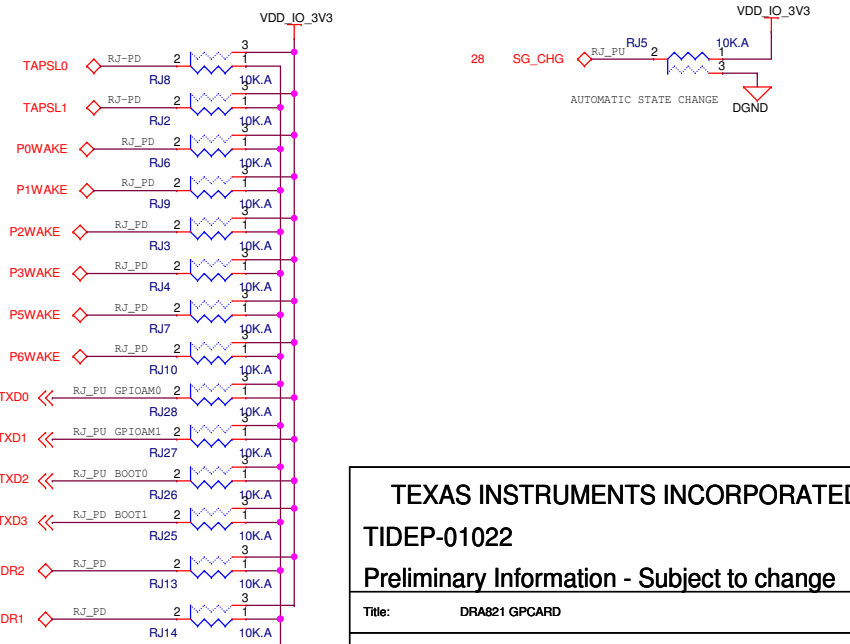 VDD_IO_3V3
TAPSL0 RJ-PD 2 3 1
RJ8 10K.A
TAPSL1 RJ-PD 2 3 1
RJ2 10K.A
P0WAKE RJ_PD 2 3 1
RJ6 10K.A
P1WAKE RJ_PD 2 3 1
RJ9 10K.A
P2WAKE RJ_PD 2 3 1
RJ3 10K.A
P3WAKE RJ_PD 2 3 1
RJ4 10K.A
P5WAKE RJ_PD 2 3 1
RJ7 10K.A
P6WAKE RJ_PD 2 3 1
RJ10 10K.A
TXD0 RJ_PU GPIOAM0 2 3 1
RJ28 10K.A
TXD1 RJ_PU GPIOAM1 2 3 1
RJ27 10K.A
TXD2 RJ_PU BOOT0 2 3 1
RJ26 10K.A
TXD3 RJ_PD BOOT1 2 3 1
RJ25 10K.A
DR2 RJ_PD 2 3 1
RJ13 10K.A
DR1 RJ_PD 2 3 1
RJ14 10K.A
VDD_IO_3V3
RJ5 10K.A
28 SG_CHG RJ_PU 2 1
3
AUTOMATIC STATE CHANGE DGND
TEXAS INSTRUMENTS INCORPORATED
TIDEP-01022
Preliminary Information - Subject to change
Title: DRA821 GPCARD